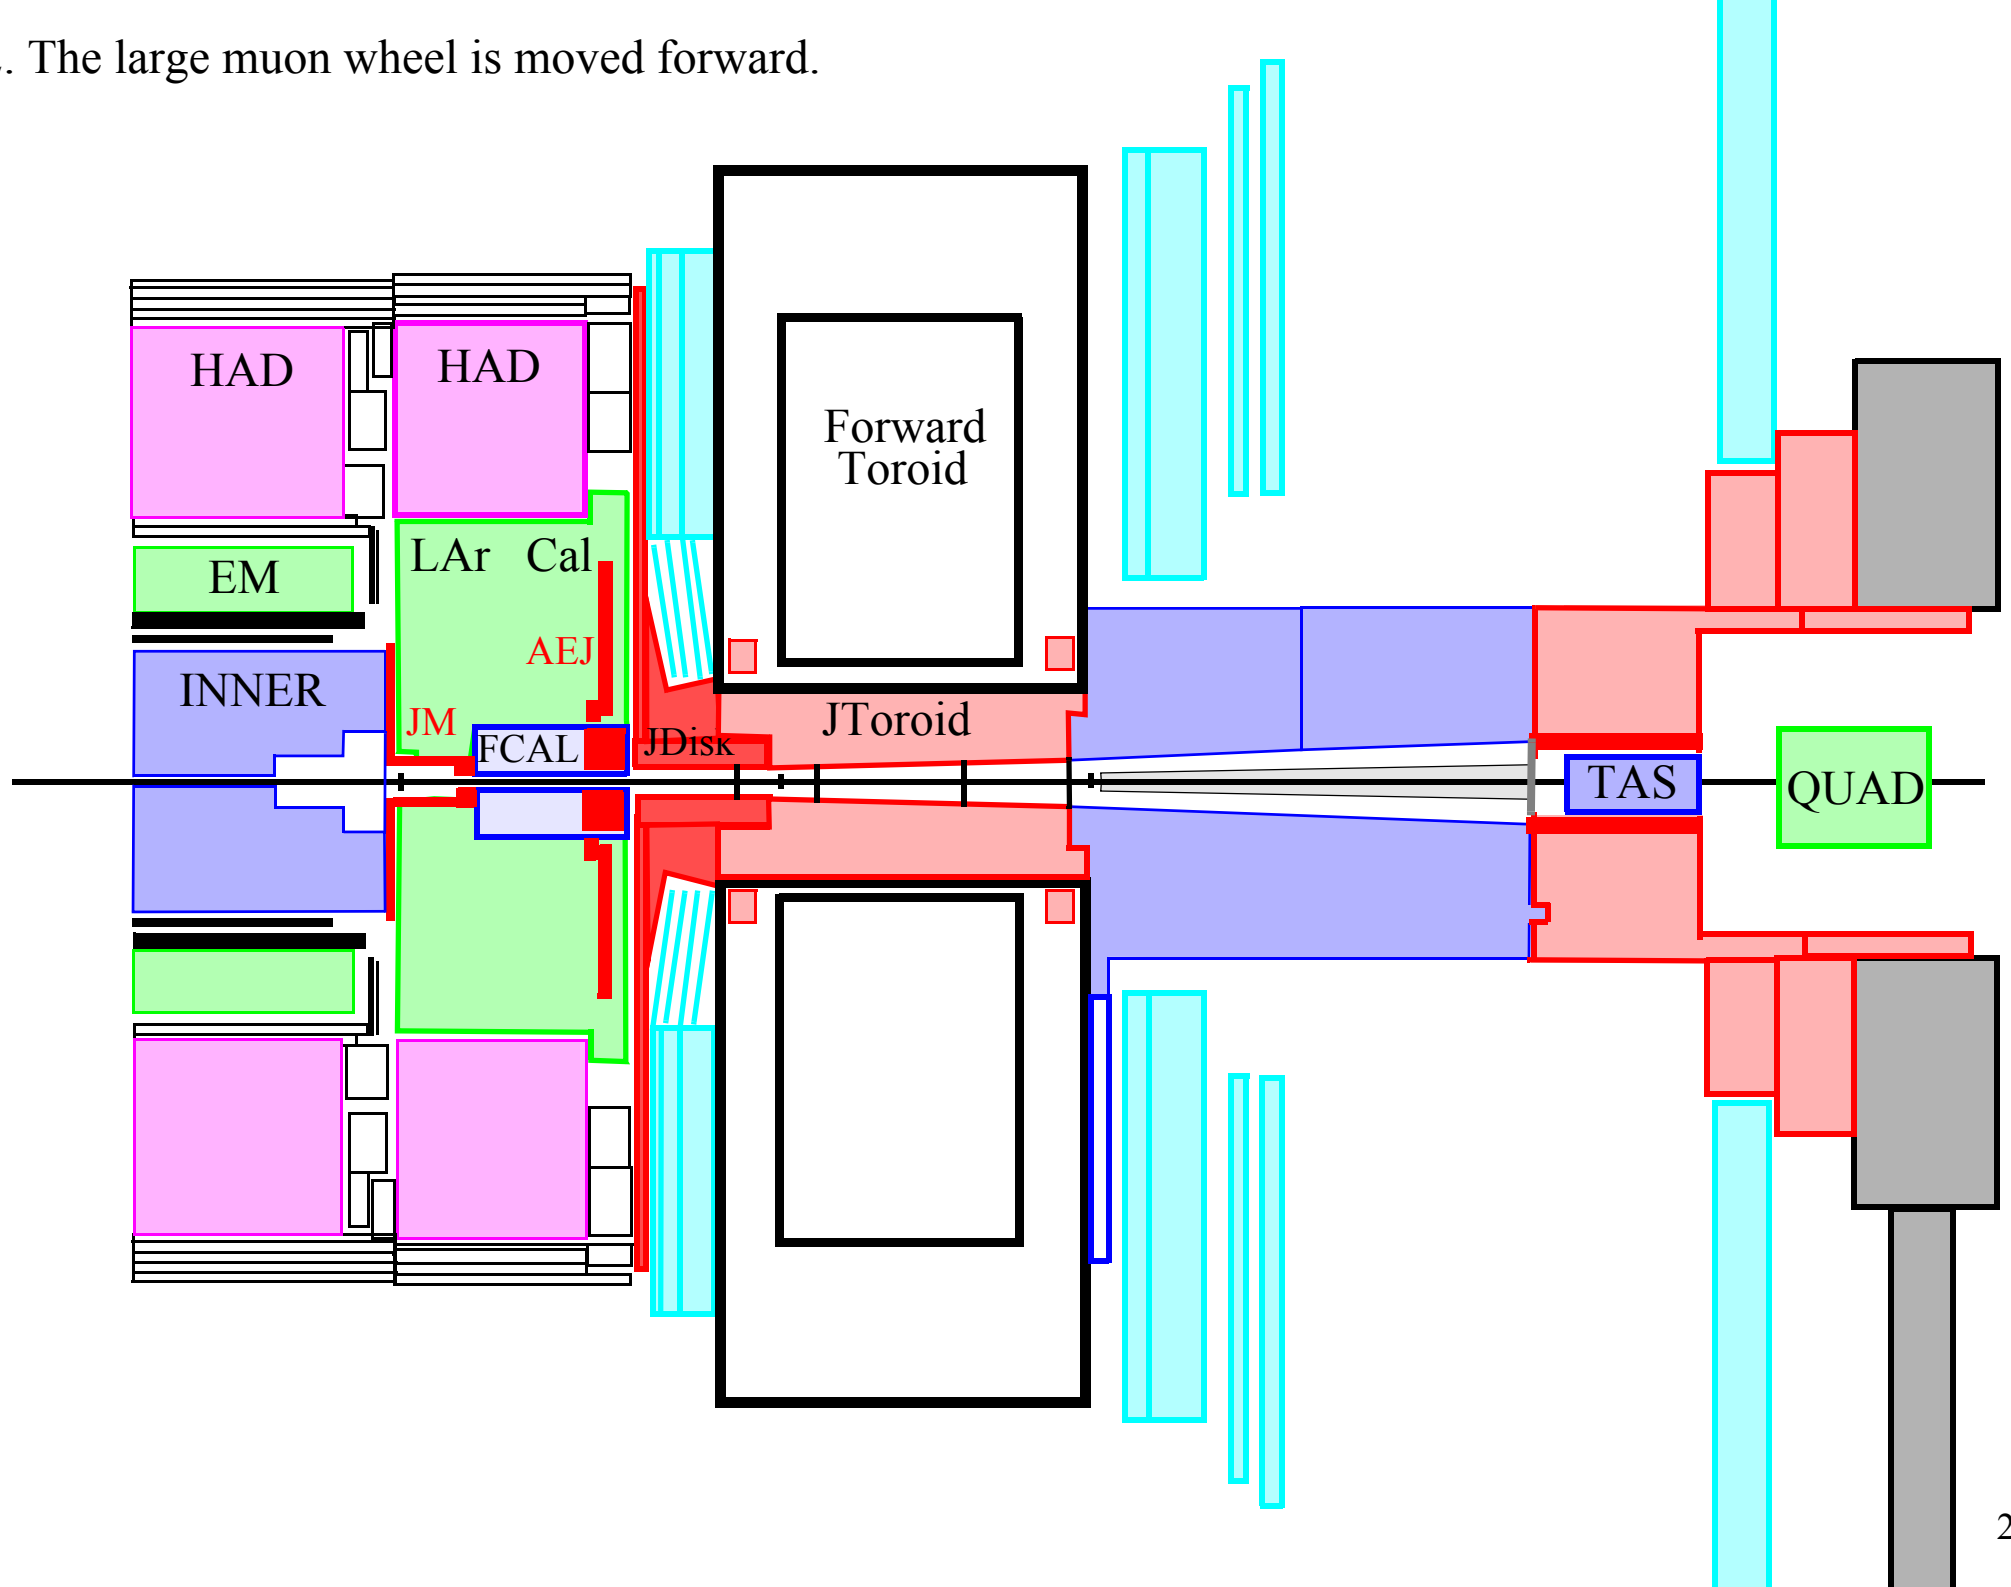 . The large muon wheel is moved forward.
HAD
HAD
Forward
Toroid
LAr Cal
EM
AEJ
INNER
JM
JToroid
FCAL
JDisk
TAS
QUAD
2